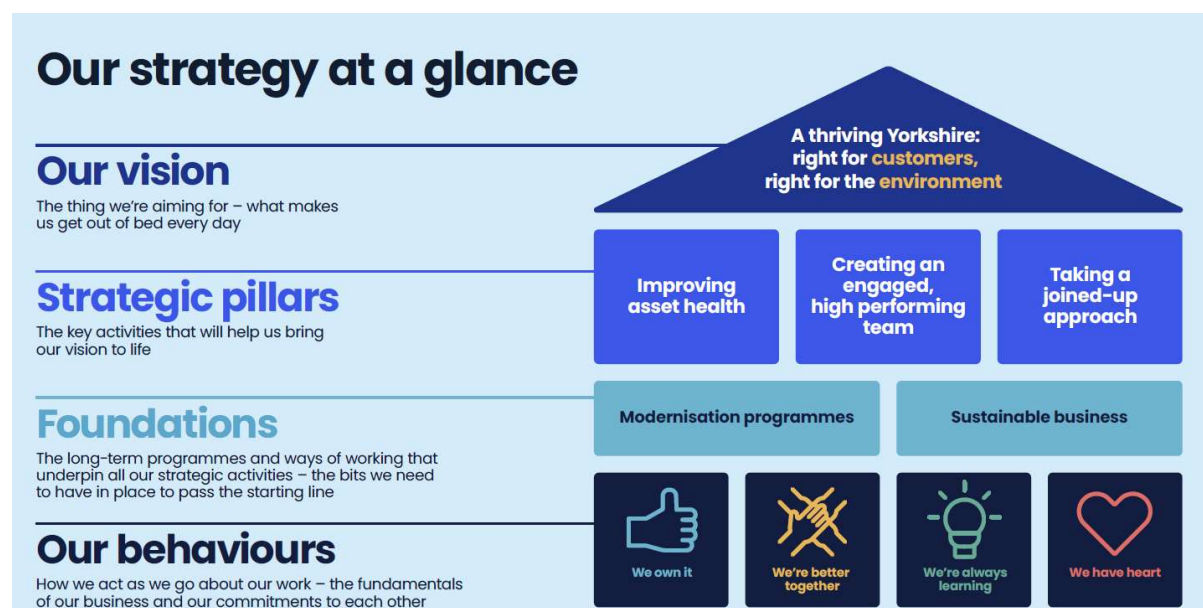 Our strategy at a glance
Our vision
The thing we're aiming for – what makes
us get out of bed every day
A thriving Yorkshire:
right for customers,
right for the environment
Strategic pillars
The key activities that will help us bring
our vision to life
Improving
asset health
Creating an
engaged,
high performing
team
Taking a
joined-up
approach
Foundations
The long-term programmes and ways of working that
underpin all our strategic activities – the bits we need
to have in place to pass the starting line
Modernisation programmes
Sustainable business
Our behaviours
How we act as we go about our work – the fundamentals
of our business and our commitments to each other
We own it
We're better
together
We're always
learning
We have heart